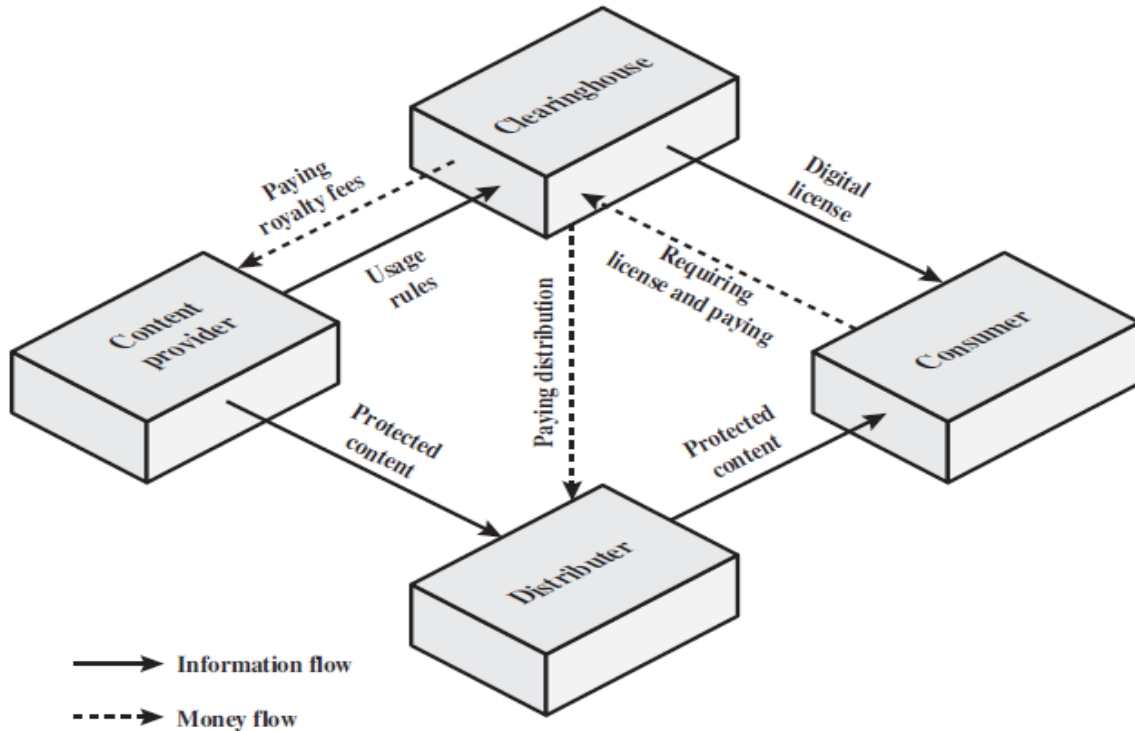 Clearinghouse
Paying
royalty fees
Digital
license
Usage
rules
Requiring
license and paying
Content
provider
Paying distribution
Consumer
Protected
content
Protected
content
Distributer
Information flow
Money flow